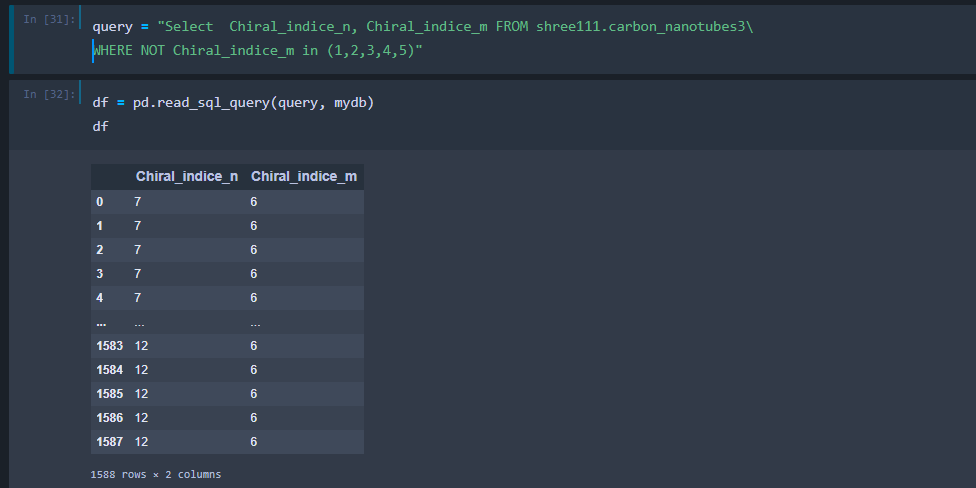 In [31]:
query = "Select  Chiral_indice_n, Chiral_indice_m FROM shree111.carbon_nanotubes3\
WHERE NOT Chiral_indice_m in (1,2,3,4,5)"
In [32]:
df = pd.read_sql_query(query, mydb)
df
Chiral_indice_n Chiral_indice_m
0 7 6
1 7 6
2 7 6
3 7 6
4 7 6
... ... ...
1583 12 6
1584 12 6
1585 12 6
1586 12 6
1587 12 6
1588 rows × 2 columns